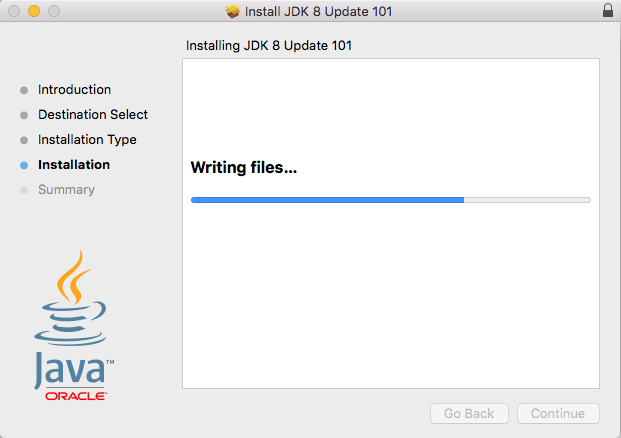 Install JDK 8 Update 101
Installing JDK 8 Update 101
Introduction
Destination Select
Installation Type
Installation
Summary
Writing files...
Java™
ORACLE®
Go Back
Continue